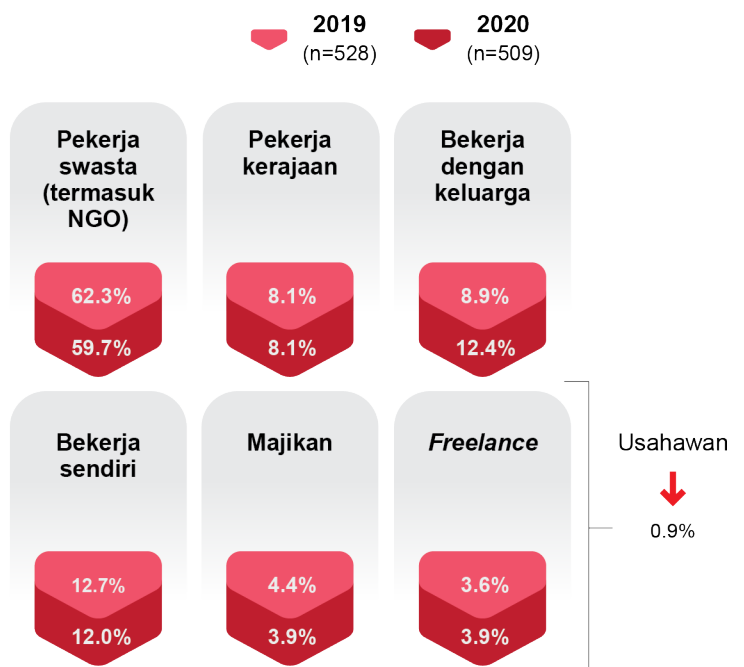 2019
(n=528)
2020
(n=509)
Pekerja
swasta
(termasuk
NGO)
62.3%
59.7%
Pekerja
kerajaan
8.1%
8.1%
Bekerja
dengan
keluarga
8.9%
12.4%
Bekerja
sendiri
12.7%
12.0%
Majikan
4.4%
3.9%
Freelance
3.6%
3.9%
Usahawan
0.9%